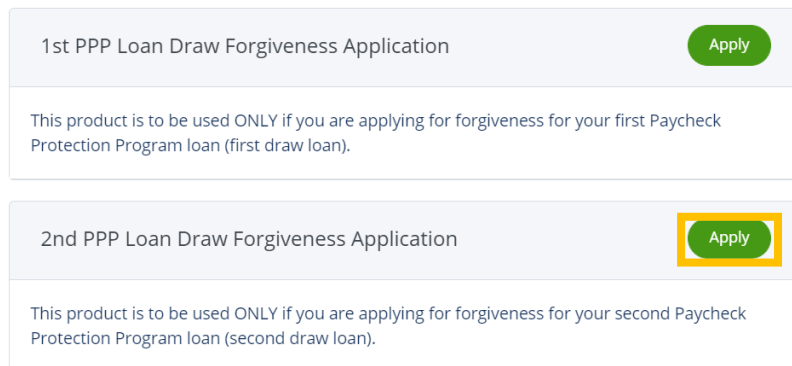 1st PPP Loan Draw Forgiveness Application
Apply
This product is to be used ONLY if you are applying for forgiveness for your first Paycheck
Protection Program loan (first draw loan).
2nd PPP Loan Draw Forgiveness Application
Apply
This product is to be used ONLY if you are applying for forgiveness for your second Paycheck
Protection Program loan (second draw loan).